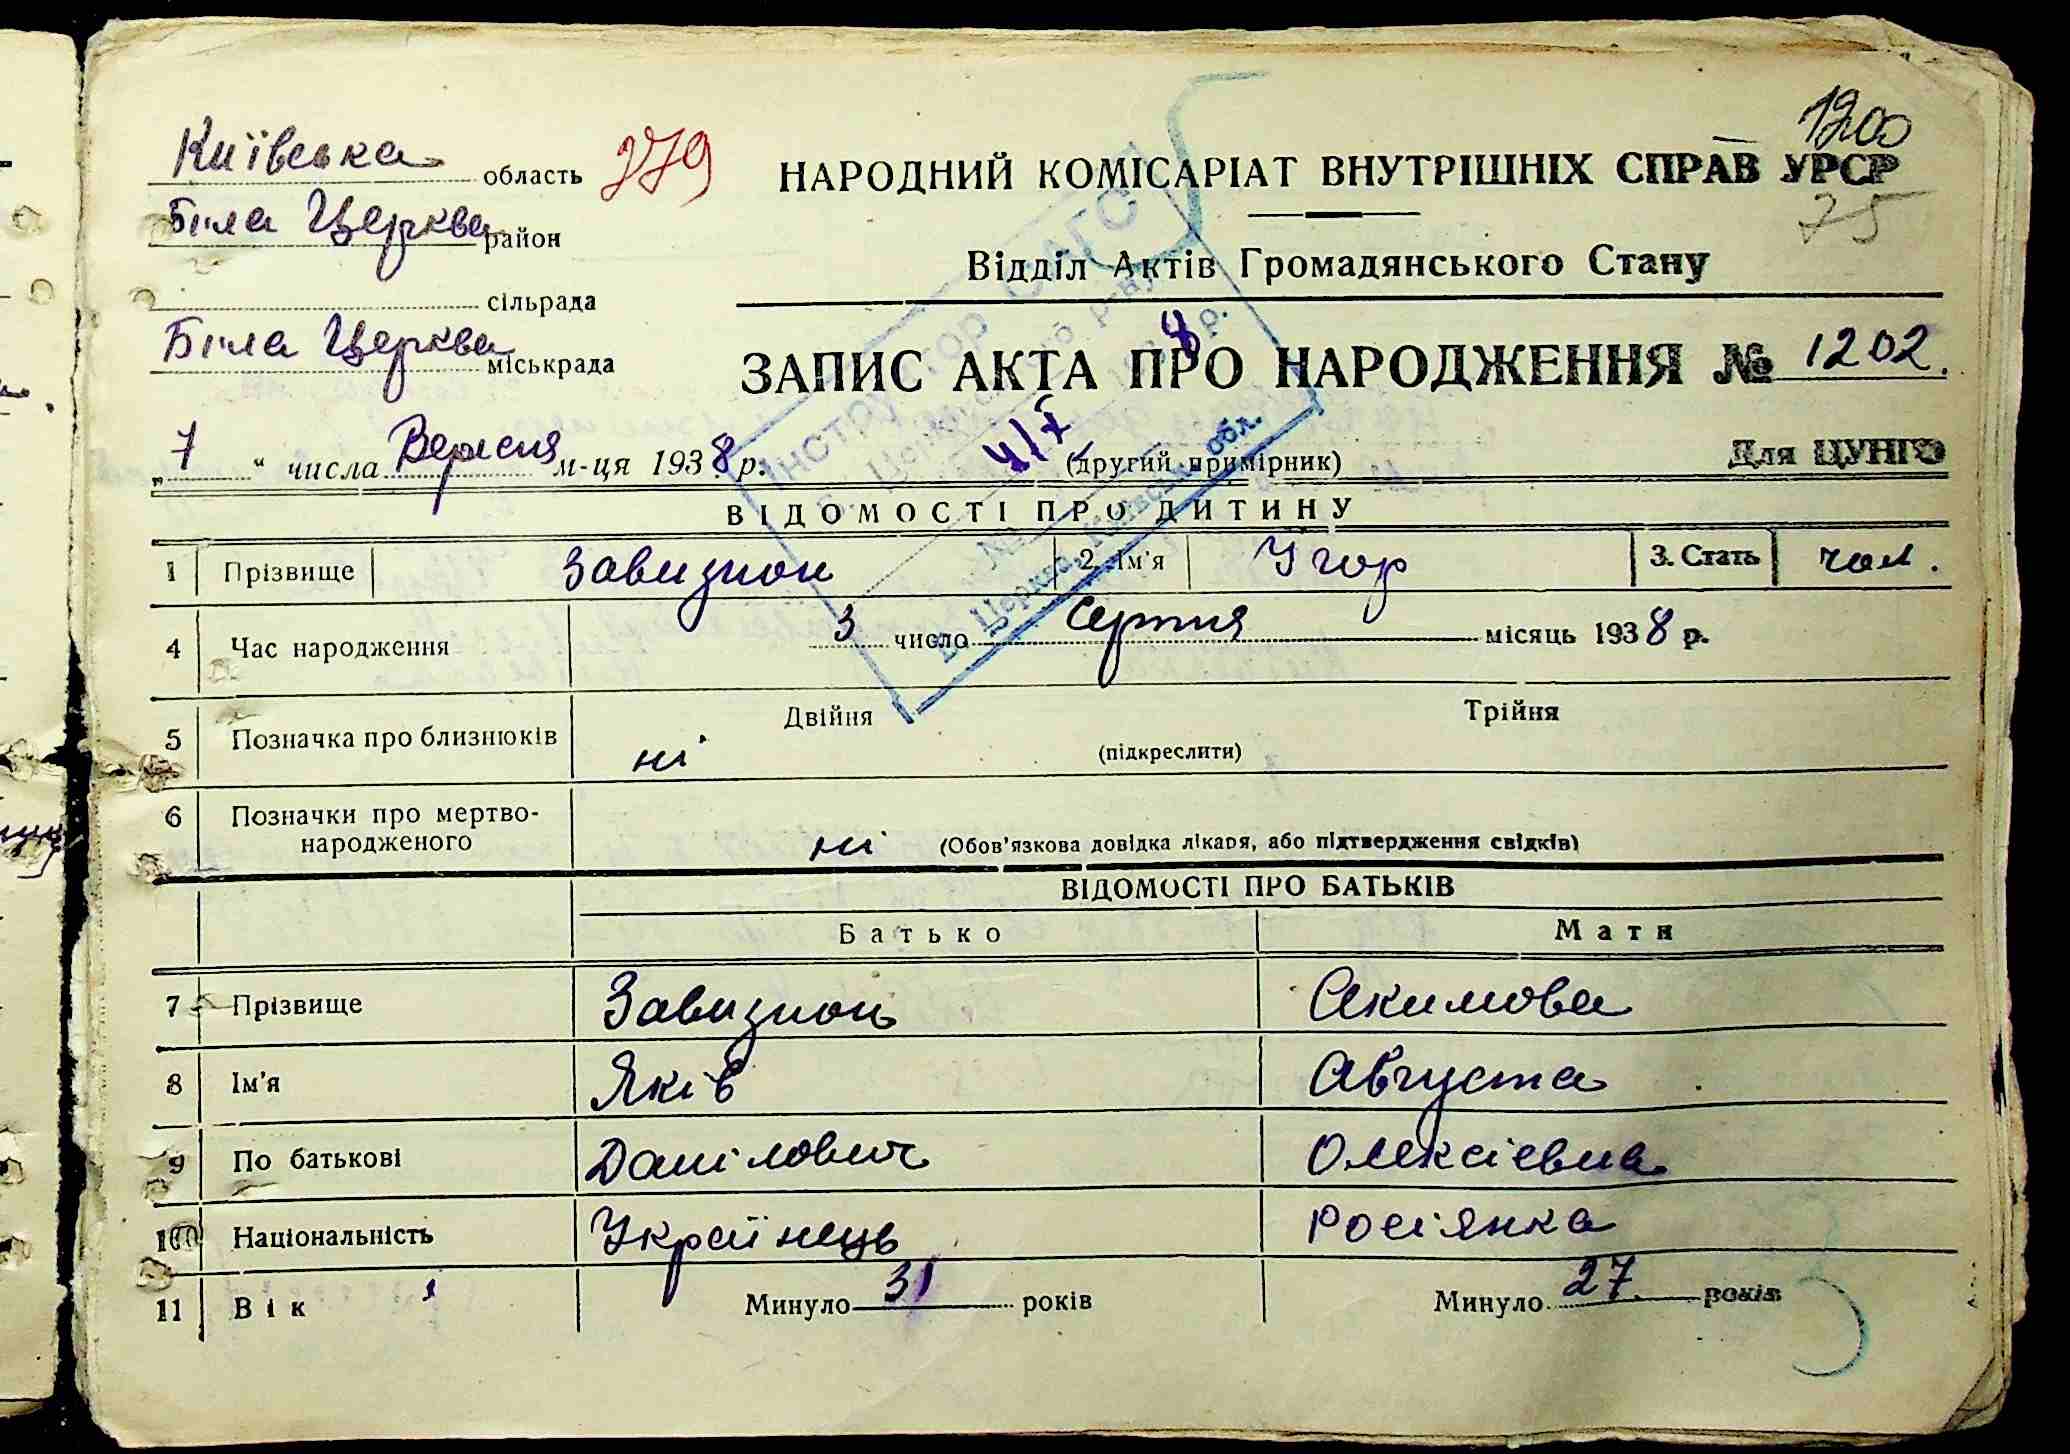 1200
Київська область 279
НАРОДНИЙ КОМІСАРІАТ ВНУТРІШНІХ СПРАВ УРСР
75
Біла Церква район
Відділ Актів Громадянського Стану
сільрада
Біла Церква міськрада
ЗАПИС АКТА ПРО НАРОДЖЕННЯ № 1202.
„ 7 “ числа Вересня м-ця 1938 р.
(другий примірник)
Для ЦУНГО
ВІДОМОСТІ ПРО ДИТИНУ
1 Прізвище Завизион 2. Ім'я Ігор 3. Стать чол.
4 Час народження 3 число Серпня місяць 1938 р.
5 Позначка про близнюків ні Двійня Трійня
(підкреслити)
6 Позначки про мертво-
народженого ні (Обов'язкова довідка лікаря, або підтвердження свідків)
ВІДОМОСТІ ПРО БАТЬКІВ
Батько Мати
7 Прізвище Завизион Акимова
8 Ім'я Яків Августа
9 По батькові Данілович Олексієвна
10 Національність Українець Росіянка
11 Вік Минуло 31 років Минуло 27 років